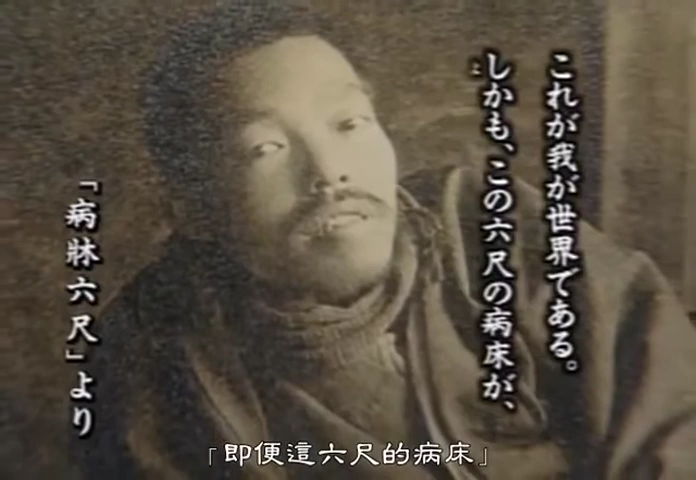 これが我が世界である。
しかも、この六尺の病床が、
よ
「病牀六尺」より
「即便這六尺的病床」